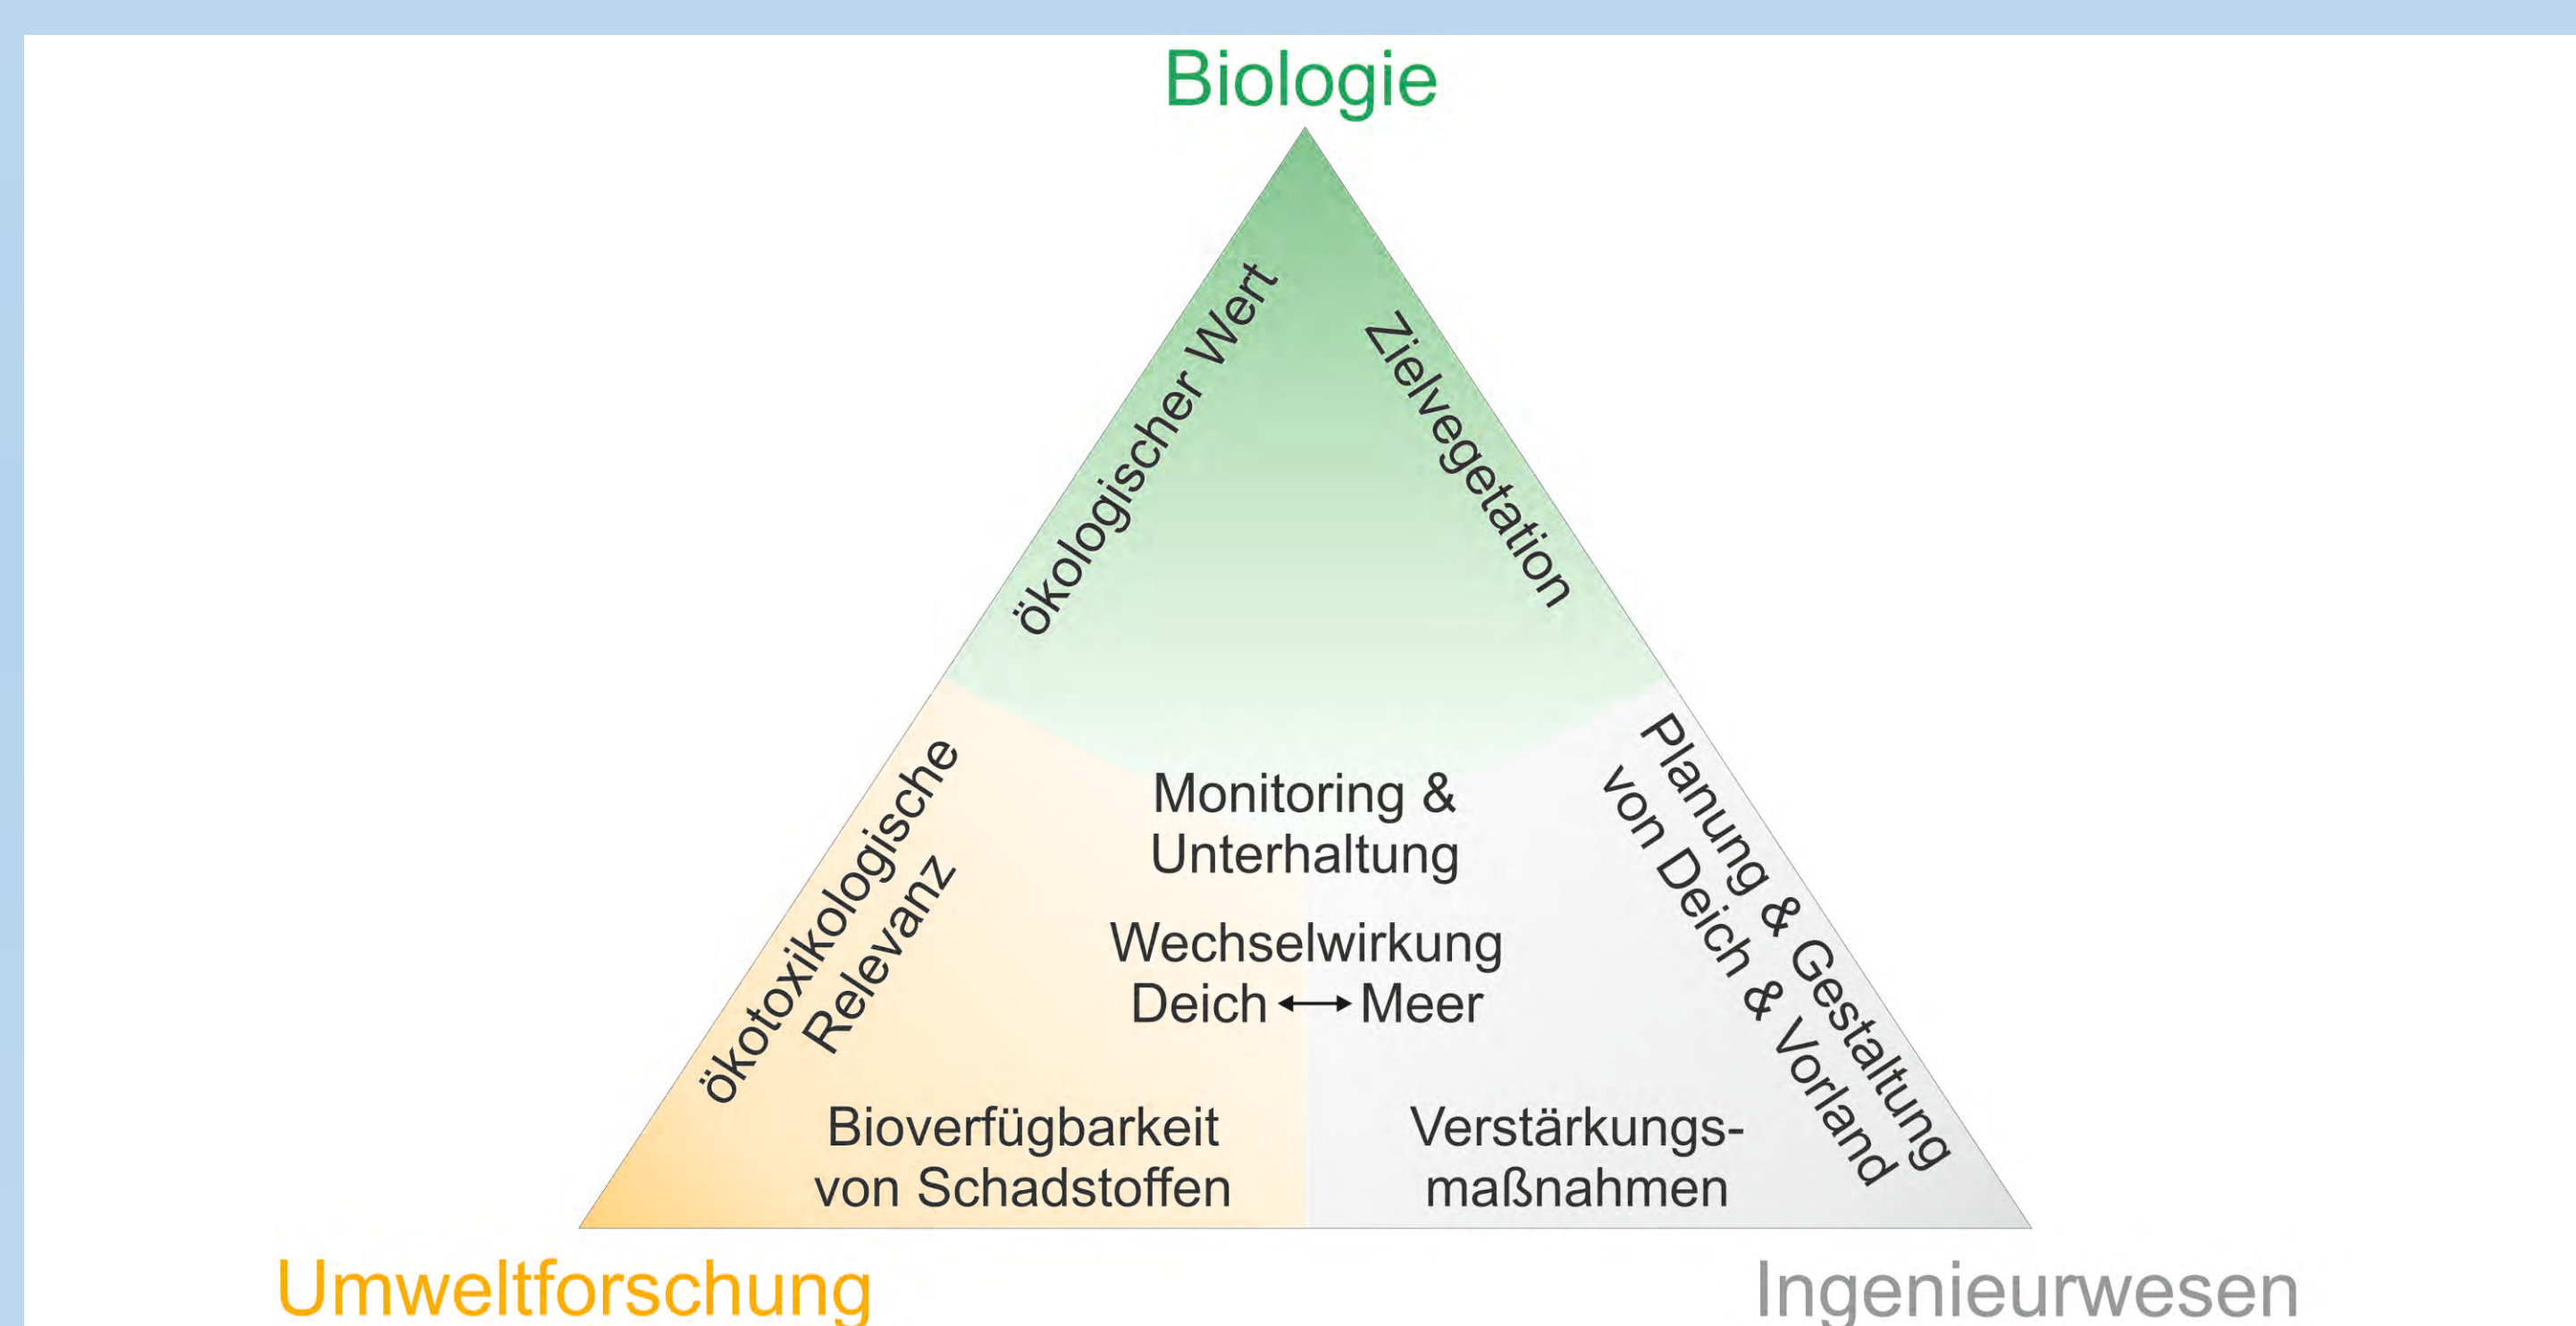 Biologie
ökologischer Wert
Zielvegetation
ökotoxikologische
Relevanz
Monitoring &
Unterhaltung
Wechselwirkung
Deich ↔ Meer
Planung & Gestaltung
von Deich & Vorland
Bioverfügbarkeit
von Schadstoffen
Verstärkungs-
maßnahmen
Umweltforschung
Ingenieurwesen